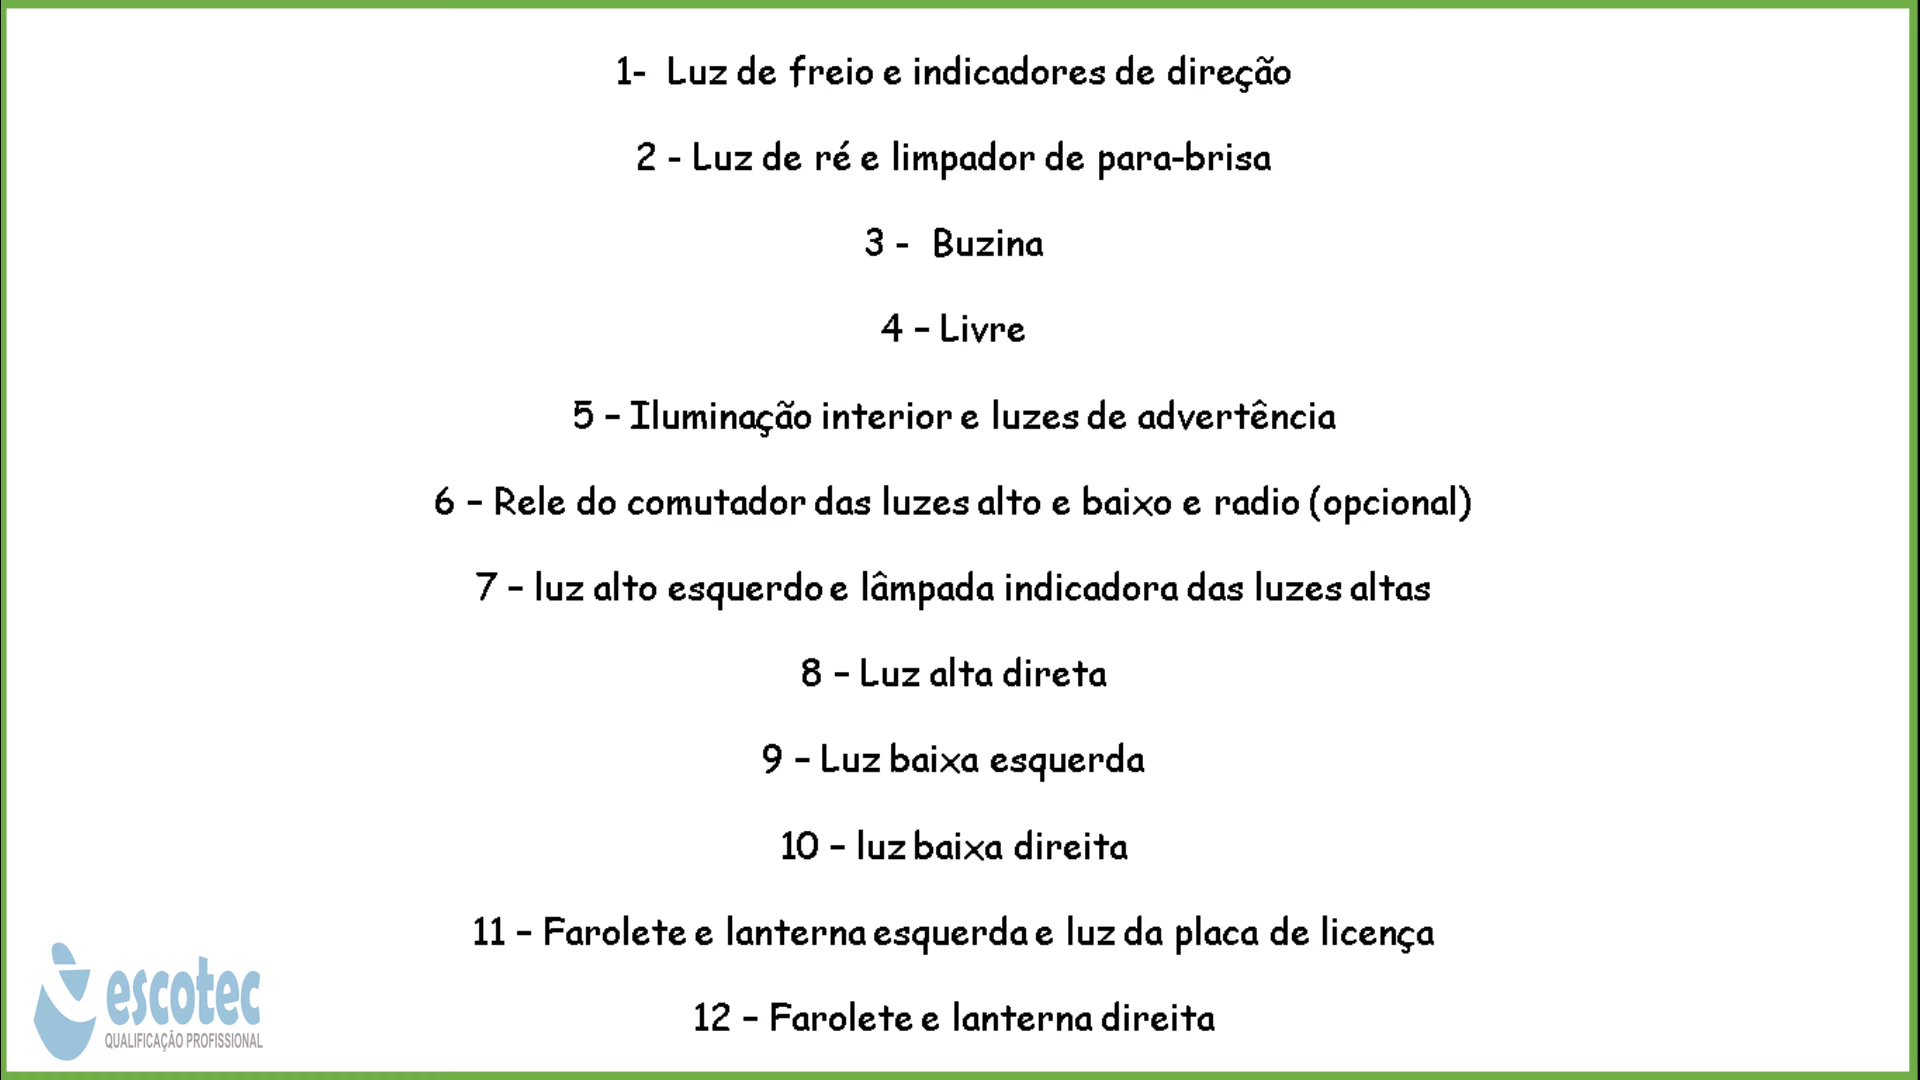 1- Luz de freio e indicadores de direção
2 - Luz de ré e limpador de para-brisa
3 - Buzina
4 – Livre
5 – Iluminação interior e luzes de advertência
6 – Rele do comutador das luzes alto e baixo e radio (opcional)
7 – luz alto esquerdo e lâmpada indicadora das luzes altas
8 – Luz alta direta
9 – Luz baixa esquerda
10 – luz baixa direita
11 – Farolete e lanterna esquerda e luz da placa de licença
12 – Farolete e lanterna direita
escotec
QUALIFICAÇÃO PROFISSIONAL